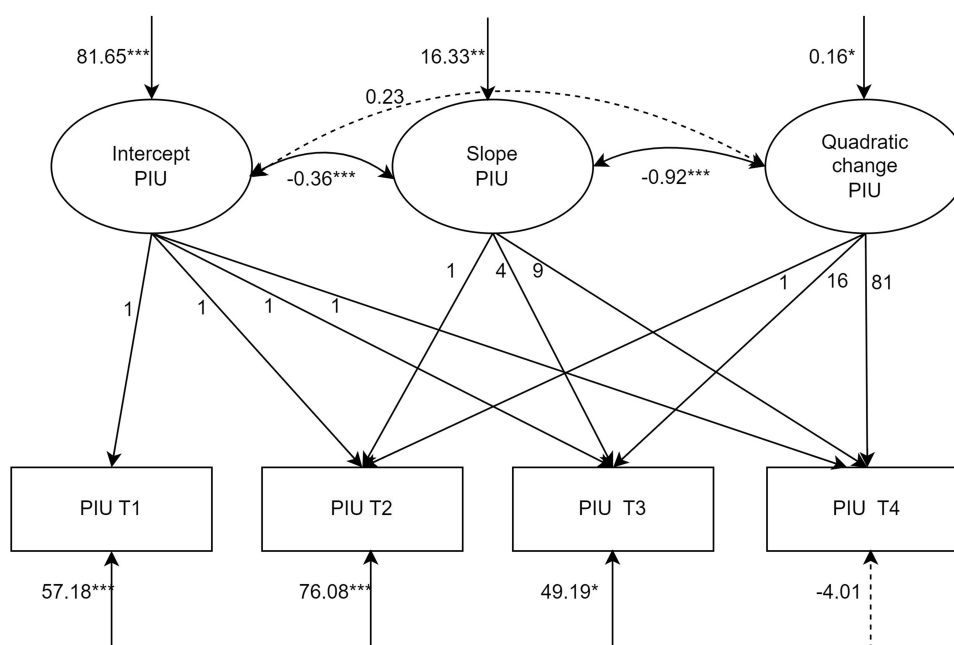 81.65***
16.33**
0.16*
0.23
Intercept
PIU
Slope
PIU
Quadratic
change
PIU
-0.36***
-0.92***
1
4
9
1
16
81
1
1
1
1
PIU T1
PIU T2
PIU T3
PIU T4
57.18***
76.08***
49.19*
-4.01